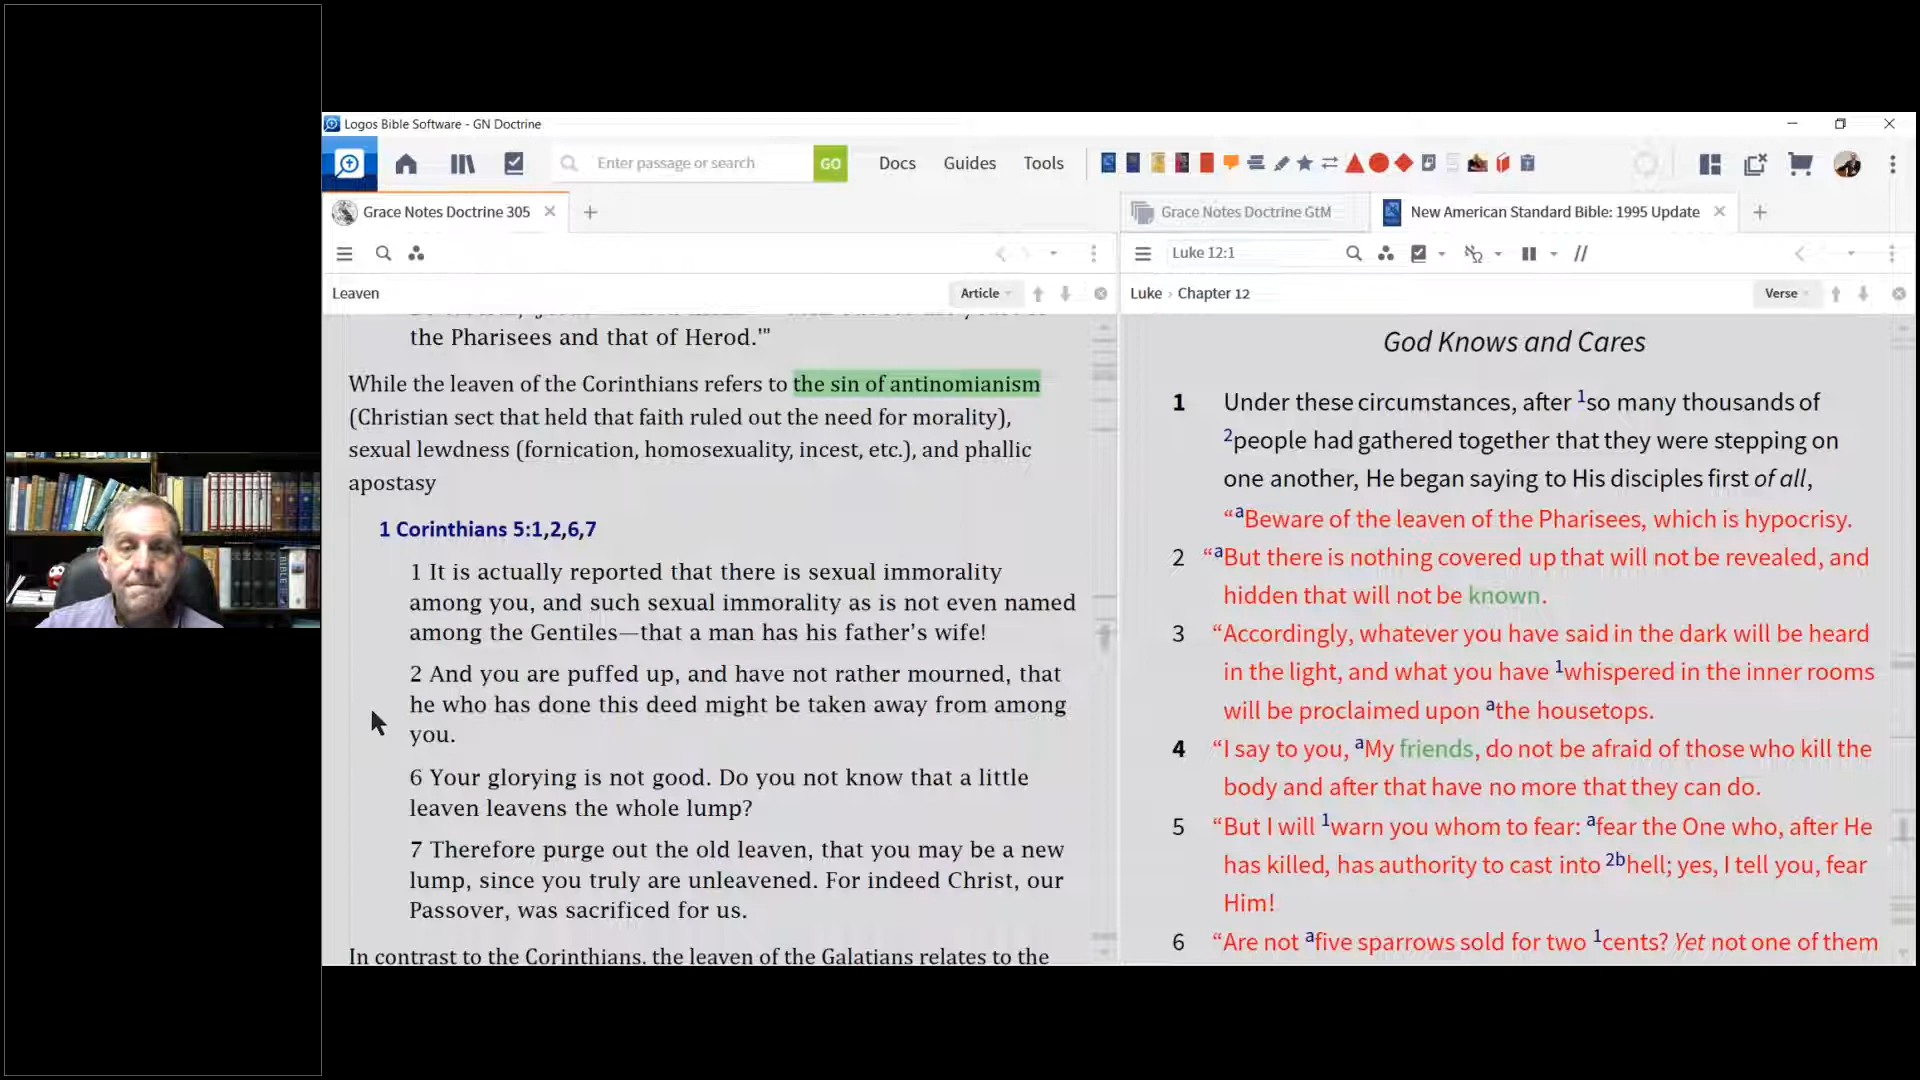 Logos Bible Software - GN Doctrine
Enter passage or search
GO
Docs
Guides
Tools
Grace Notes Doctrine 305
Grace Notes Doctrine GtM
New American Standard Bible: 1995 Update
Luke 12:1
Leaven
Article
Luke › Chapter 12
Verse
the Pharisees and that of Herod.'"
While the leaven of the Corinthians refers to the sin of antinomianism
(Christian sect that held that faith ruled out the need for morality),
sexual lewdness (fornication, homosexuality, incest, etc.), and phallic
apostasy
1 Corinthians 5:1,2,6,7
1 It is actually reported that there is sexual immorality
among you, and such sexual immorality as is not even named
among the Gentiles—that a man has his father’s wife!
2 And you are puffed up, and have not rather mourned, that
he who has done this deed might be taken away from among
you.
6 Your glorying is not good. Do you not know that a little
leaven leavens the whole lump?
7 Therefore purge out the old leaven, that you may be a new
lump, since you truly are unleavened. For indeed Christ, our
Passover, was sacrificed for us.
In contrast to the Corinthians, the leaven of the Galatians relates to the
God Knows and Cares
1 Under these circumstances, after 1so many thousands of
2people had gathered together that they were stepping on
one another, He began saying to His disciples first of all,
“aBeware of the leaven of the Pharisees, which is hypocrisy.
2 “aBut there is nothing covered up that will not be revealed, and
hidden that will not be known.
3 “Accordingly, whatever you have said in the dark will be heard
in the light, and what you have 1whispered in the inner rooms
will be proclaimed upon athe housetops.
4 “I say to you, aMy friends, do not be afraid of those who kill the
body and after that have no more that they can do.
5 “But I will 1warn you whom to fear: afear the One who, after He
has killed, has authority to cast into 2bhell; yes, I tell you, fear
Him!
6 “Are not afive sparrows sold for two 1cents? Yet not one of them